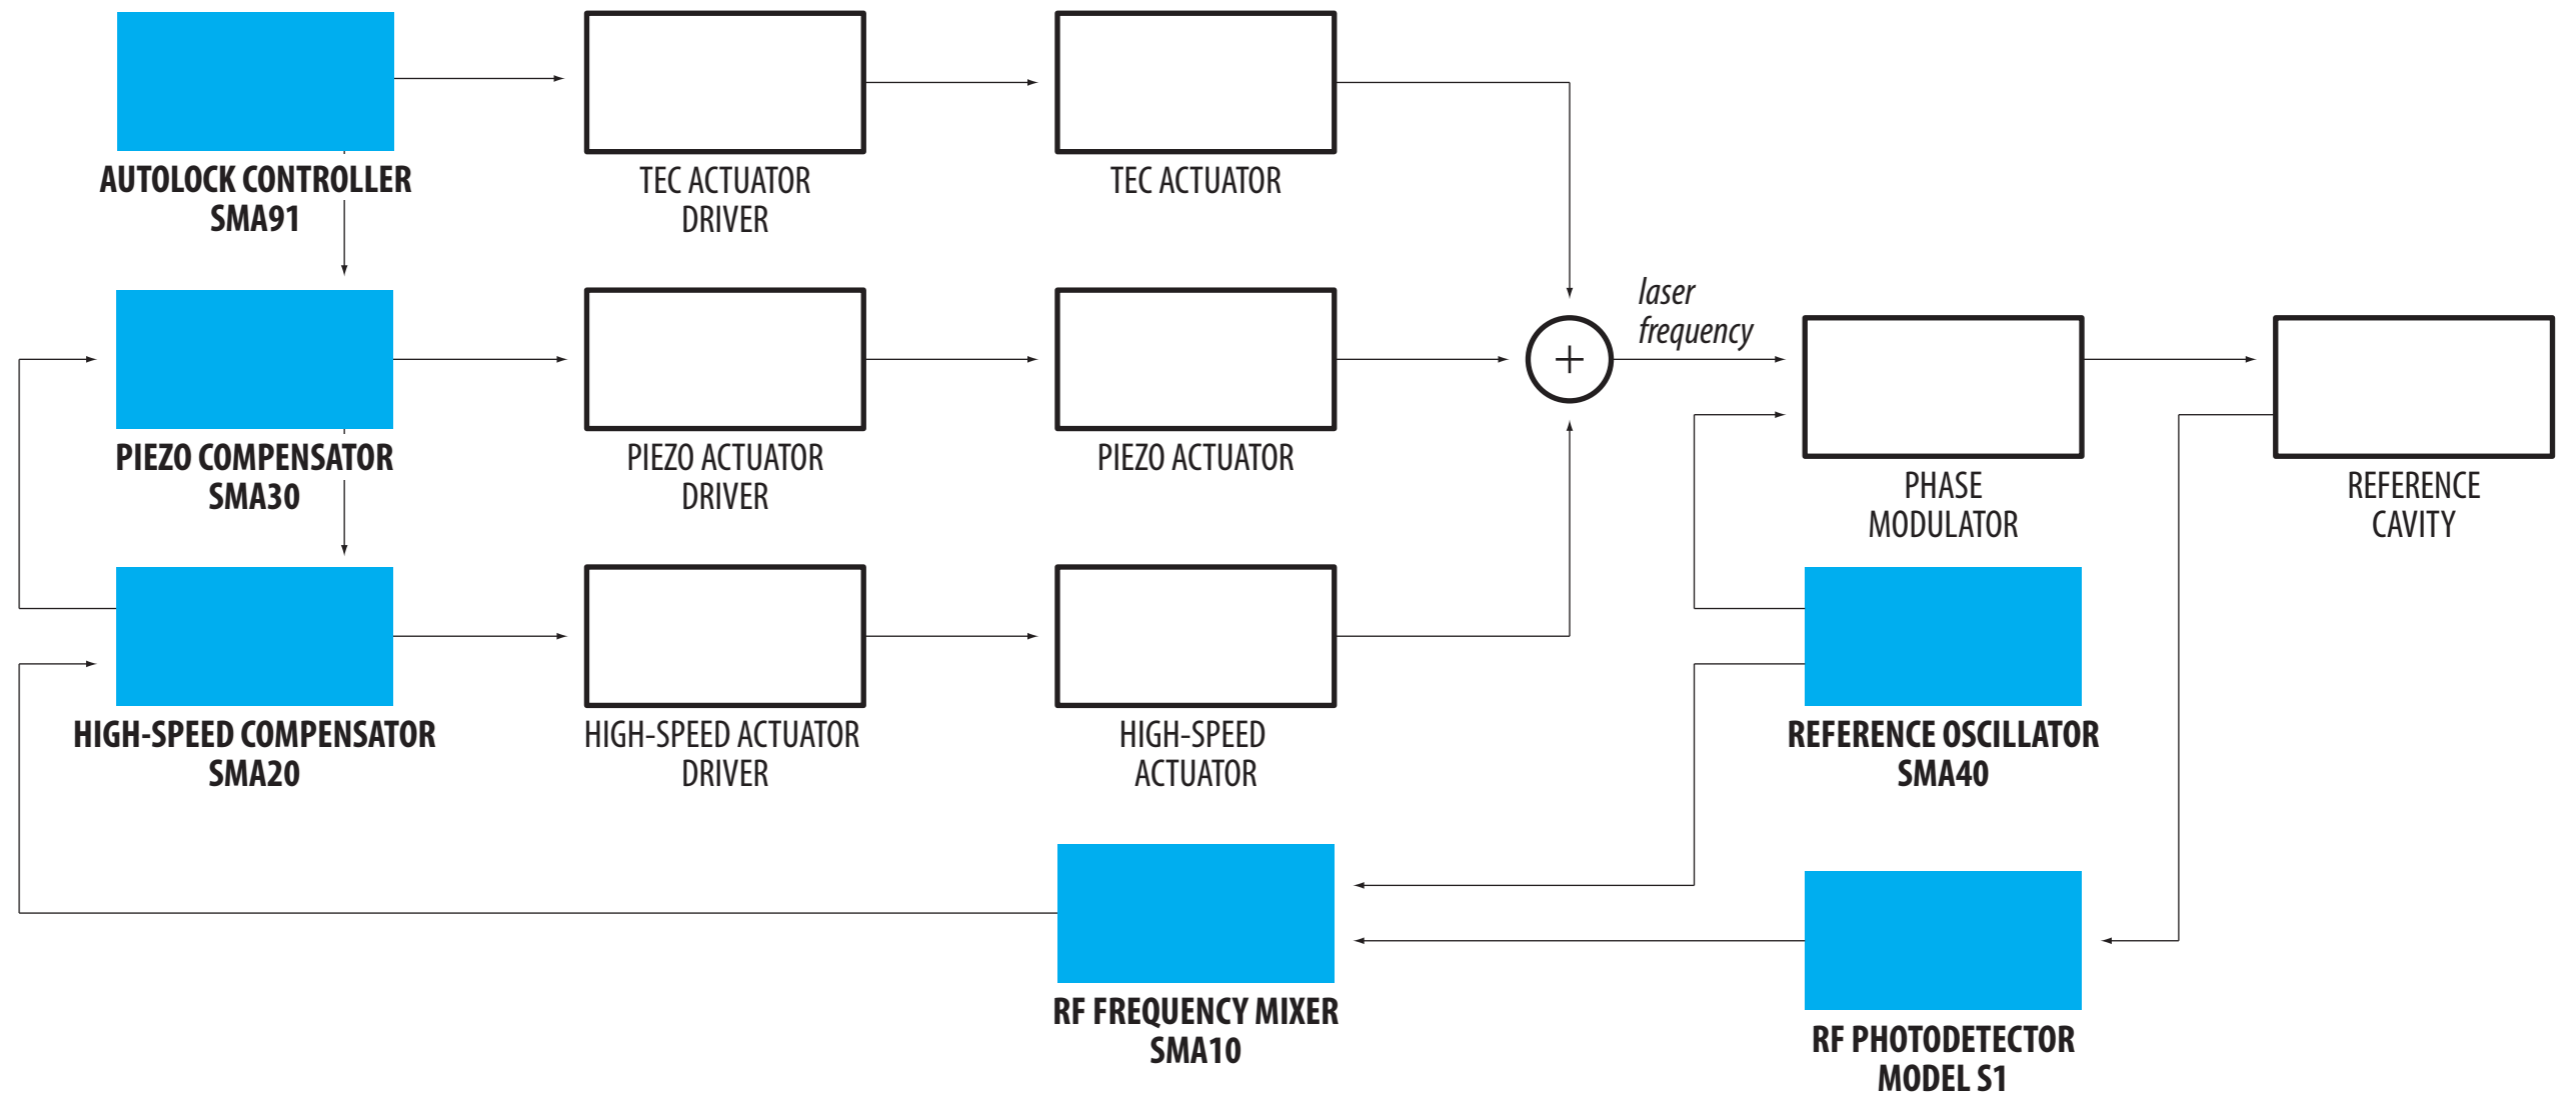 AUTOLOCK CONTROLLER
SMA91
TEC ACTUATOR
DRIVER
TEC ACTUATOR
PIEZO COMPENSATOR
SMA30
PIEZO ACTUATOR
DRIVER
PIEZO ACTUATOR
+
laser
frequency
PHASE
MODULATOR
REFERENCE
CAVITY
HIGH-SPEED COMPENSATOR
SMA20
HIGH-SPEED ACTUATOR
DRIVER
HIGH-SPEED
ACTUATOR
REFERENCE OSCILLATOR
SMA40
RF FREQUENCY MIXER
SMA10
RF PHOTODETECTOR
MODEL S1